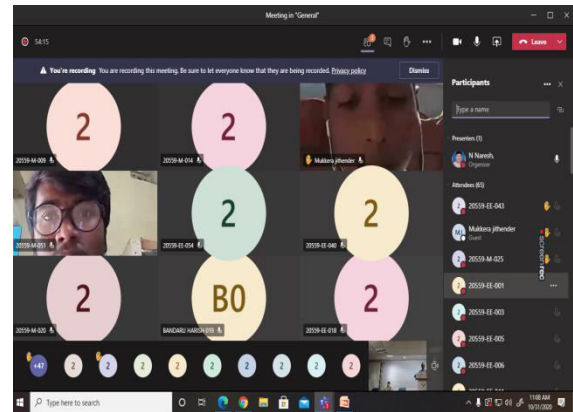 Meeting in "General"
54:15
Leave
You're recording You are recording this meeting. Be sure to let everyone know that they are being recorded. Privacy policy
Dismiss
Participants
Type a name
Presenters (1)
N Naresh,
Organizer
Attendees (65)
20559-EE-043
Mukkera jithender
Guest
20559-M-025
20559-EE-001
20559-EE-003
20559-EE-005
20559-EE-006
2
20559-M-009
2
20559-M-014
Mukkera jithender
20559-M-051
2
20559-EE-054
2
20559-EE-040
2
20559-M-020
B0
BANDARU HARSH-019
2
20559-EE-018
+47
2
2
2
2
2
2
2
2
2
screenrec
Type here to search
11:08 AM
10/31/2020